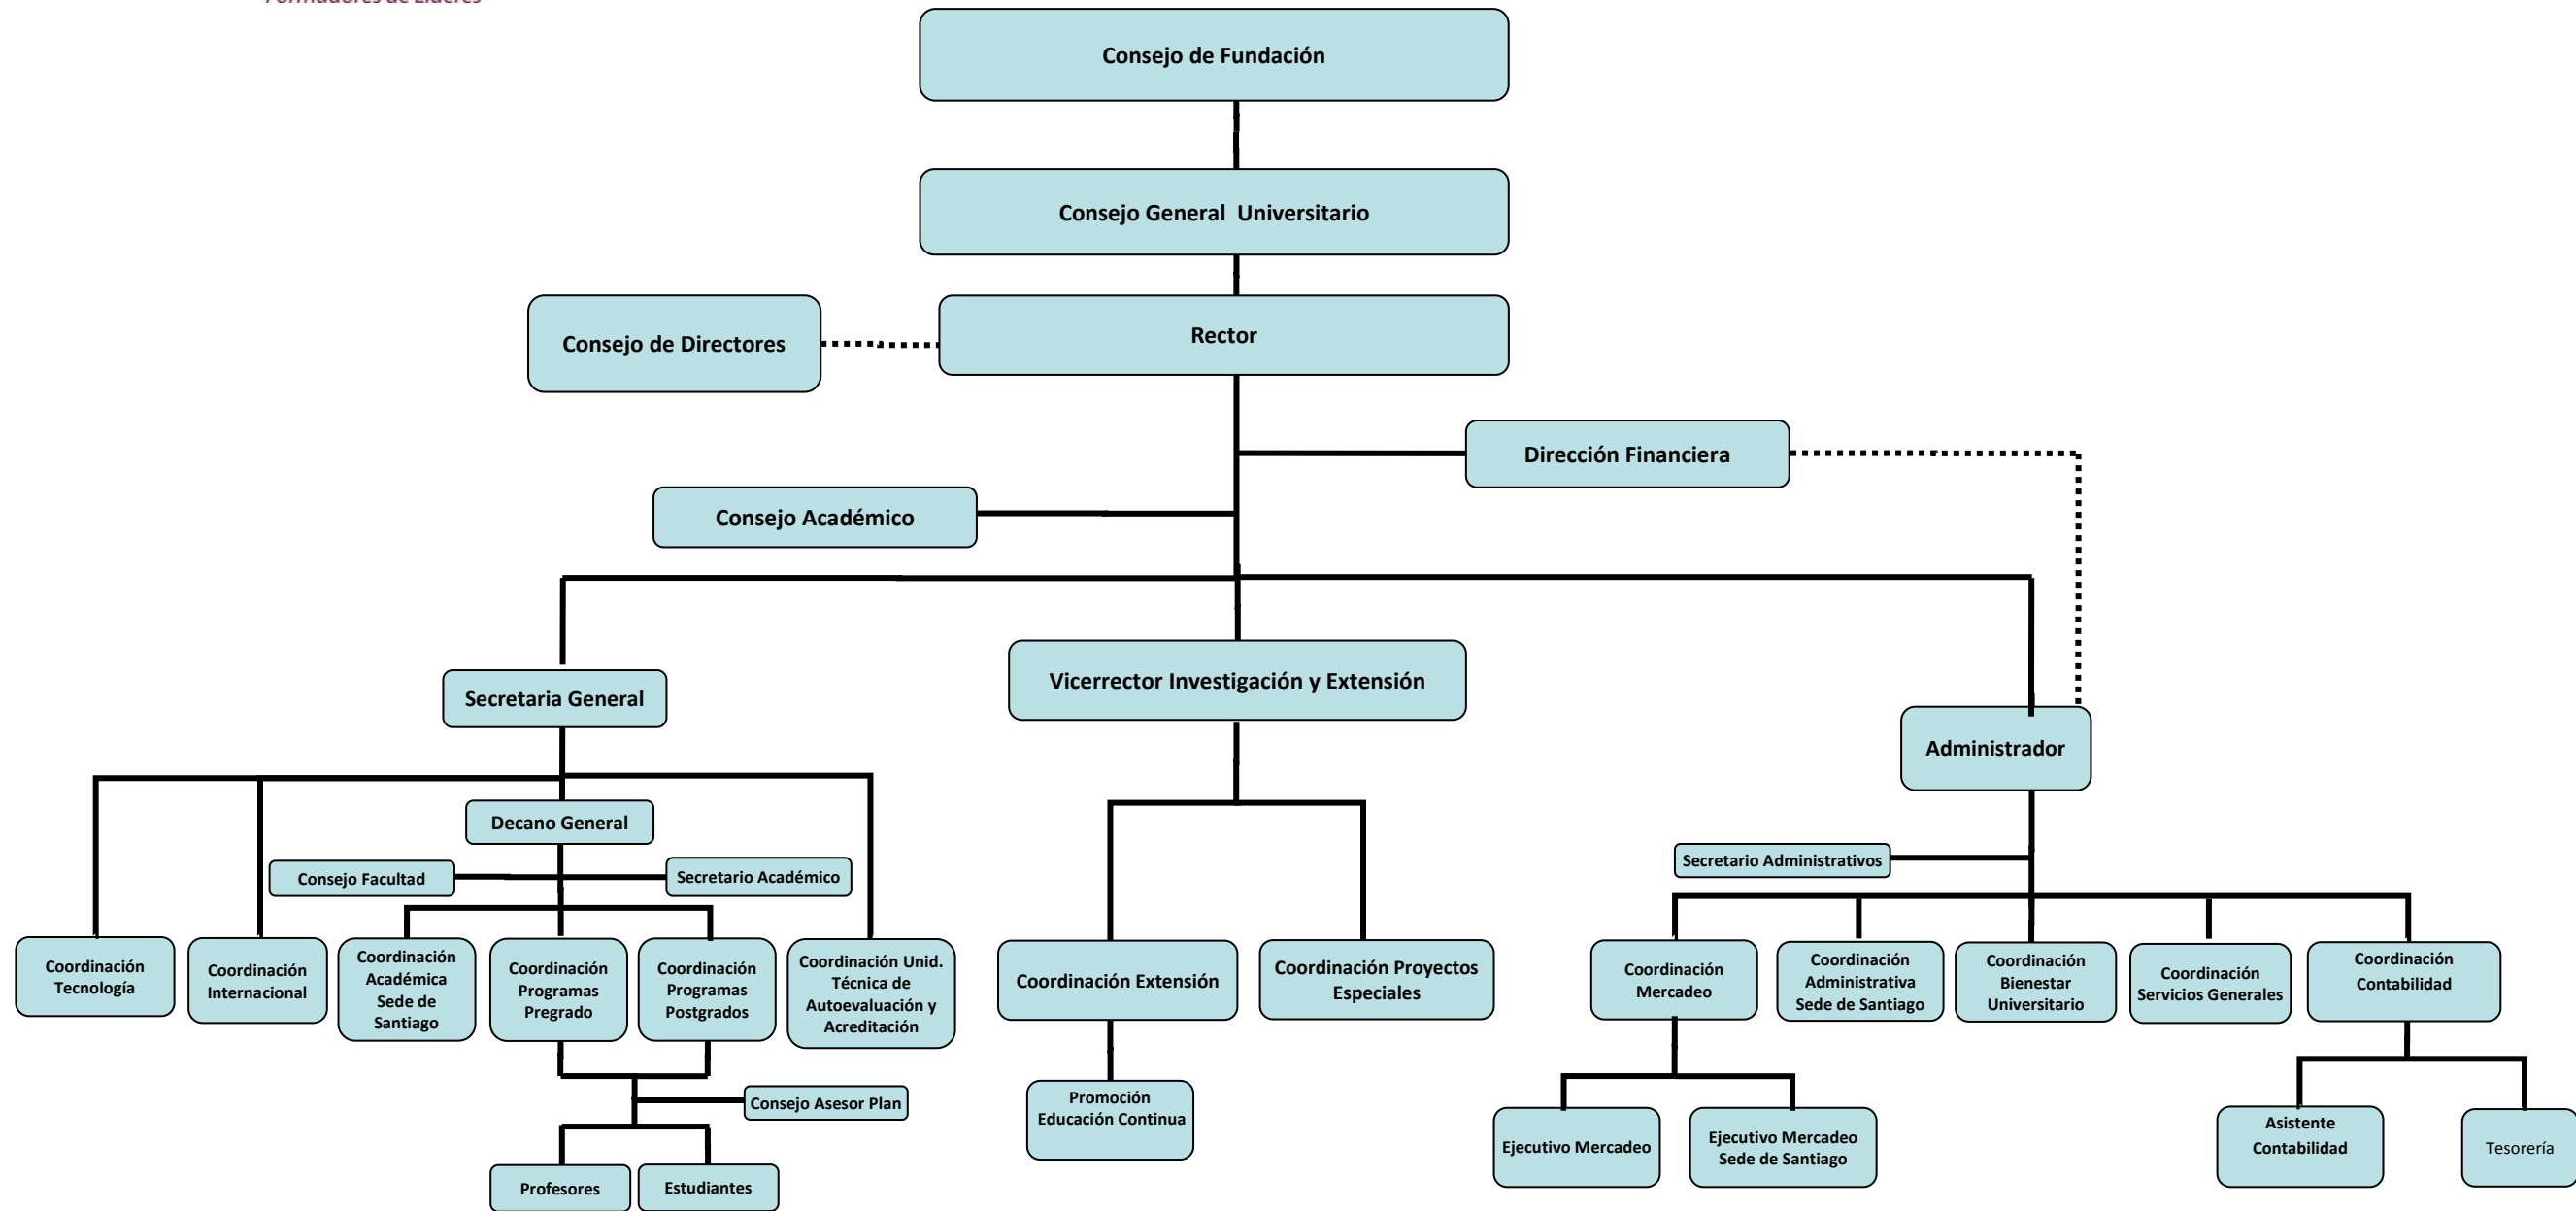 Formadores de Líderes
Consejo de Fundación
Consejo General Universitario
Consejo de Directores
Rector
Dirección Financiera
Consejo Académico
Secretaria General
Vicerrector Investigación y Extensión
Administrador
Decano General
Consejo Facultad
Secretario Académico
Secretario Administrativos
Coordinación
Tecnología
Coordinación
Internacional
Coordinación
Académica
Sede de
Santiago
Coordinación
Programas
Pregrado
Coordinación
Programas
Postgrados
Coordinación Unid.
Técnica de
Autoevaluación y
Acreditación
Coordinación Extensión
Coordinación Proyectos
Especiales
Coordinación
Mercadeo
Coordinación
Administrativa
Sede de Santiago
Coordinación
Bienestar
Universitario
Coordinación
Servicios Generales
Coordinación
Contabilidad
Consejo Asesor Plan
Promoción
Educación Continua
Ejecutivo Mercadeo
Ejecutivo Mercadeo
Sede de Santiago
Asistente
Contabilidad
Tesorería
Profesores
Estudiantes